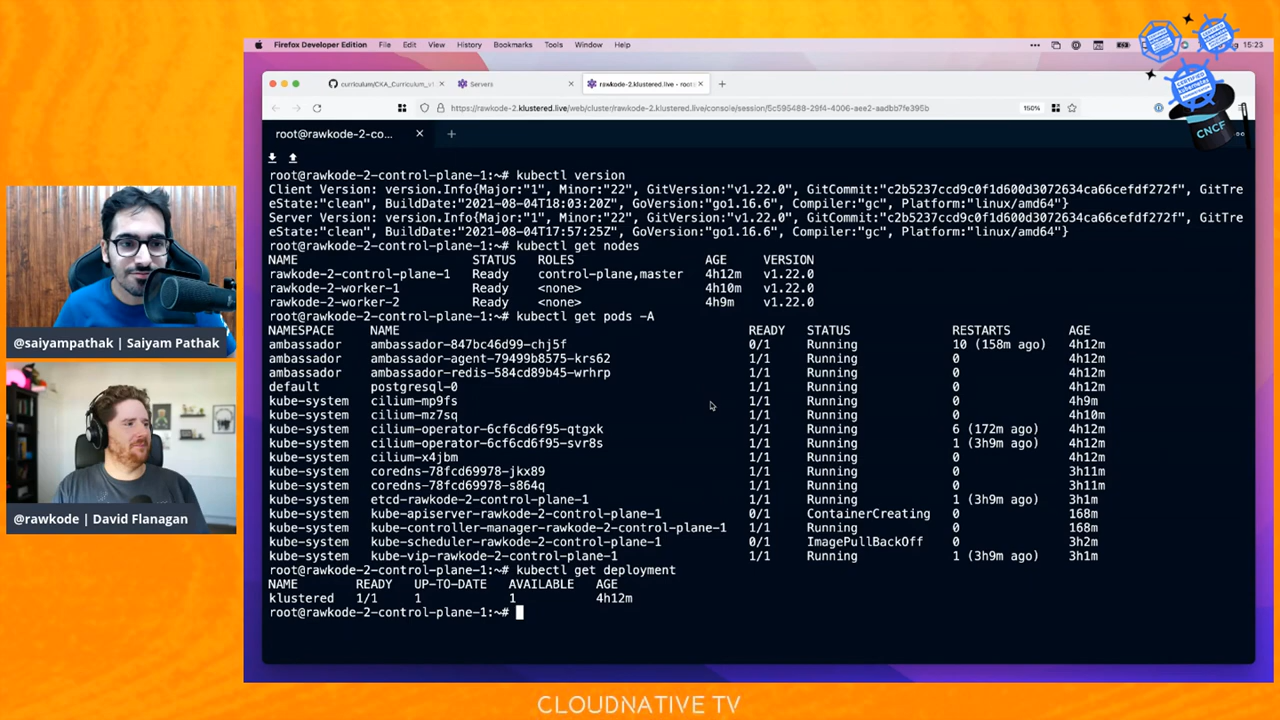 Firefox Developer Edition File Edit View History Bookmarks Tools Window Help
15:23
curriculum/CKA_Curriculum_v1 × Servers × rawkode-2.klustered.live - root × +
https://rawkode-2.klustered.live/web/cluster/rawkode-2.klustered.live/console/session/5c595488-29f4-4006-aee2-aadbb7fe395b 150%
CERTIFIED kubernetes
CNCF
root@rawkode-2-co... × +
root@rawkode-2-control-plane-1:~# kubectl version
Client Version: version.Info{Major:"1", Minor:"22", GitVersion:"v1.22.0", GitCommit:"c2b5237ccd9c0f1d600d3072634ca66cefdf272f", GitTre
eState:"clean", BuildDate:"2021-08-04T18:03:20Z", GoVersion:"go1.16.6", Compiler:"gc", Platform:"linux/amd64"}
Server Version: version.Info{Major:"1", Minor:"22", GitVersion:"v1.22.0", GitCommit:"c2b5237ccd9c0f1d600d3072634ca66cefdf272f", GitTre
eState:"clean", BuildDate:"2021-08-04T17:57:25Z", GoVersion:"go1.16.6", Compiler:"gc", Platform:"linux/amd64"}
root@rawkode-2-control-plane-1:~# kubectl get nodes
NAME STATUS ROLES AGE VERSION
rawkode-2-control-plane-1 Ready control-plane,master 4h12m v1.22.0
rawkode-2-worker-1 Ready <none> 4h10m v1.22.0
rawkode-2-worker-2 Ready <none> 4h9m v1.22.0
root@rawkode-2-control-plane-1:~# kubectl get pods -A
NAMESPACE NAME READY STATUS RESTARTS AGE
ambassador ambassador-847bc46d99-chj5f 0/1 Running 10 (158m ago) 4h12m
ambassador ambassador-agent-79499b8575-krs62 1/1 Running 0 4h12m
ambassador ambassador-redis-584cd89b45-wrhrp 1/1 Running 0 4h12m
default postgresql-0 1/1 Running 0 4h12m
kube-system cilium-mp9fs 1/1 Running 0 4h9m
kube-system cilium-mz7sq 1/1 Running 0 4h10m
kube-system cilium-operator-6cf6cd6f95-qtgxk 1/1 Running 6 (172m ago) 4h12m
kube-system cilium-operator-6cf6cd6f95-svr8s 1/1 Running 1 (3h9m ago) 4h12m
kube-system cilium-x4jbm 1/1 Running 0 4h12m
kube-system coredns-78fcd69978-jkx89 1/1 Running 0 3h11m
kube-system coredns-78fcd69978-s864q 1/1 Running 0 3h11m
kube-system etcd-rawkode-2-control-plane-1 1/1 Running 1 (3h9m ago) 3h1m
kube-system kube-apiserver-rawkode-2-control-plane-1 0/1 ContainerCreating 0 168m
kube-system kube-controller-manager-rawkode-2-control-plane-1 1/1 Running 0 168m
kube-system kube-scheduler-rawkode-2-control-plane-1 0/1 ImagePullBackOff 0 3h2m
kube-system kube-vip-rawkode-2-control-plane-1 1/1 Running 1 (3h9m ago) 3h1m
root@rawkode-2-control-plane-1:~# kubectl get deployment
NAME READY UP-TO-DATE AVAILABLE AGE
klustered 1/1 1 1 4h12m
root@rawkode-2-control-plane-1:~#
@saiyampathak | Saiyam Pathak
@rawkode | David Flanagan
CLOUDNATIVE TV